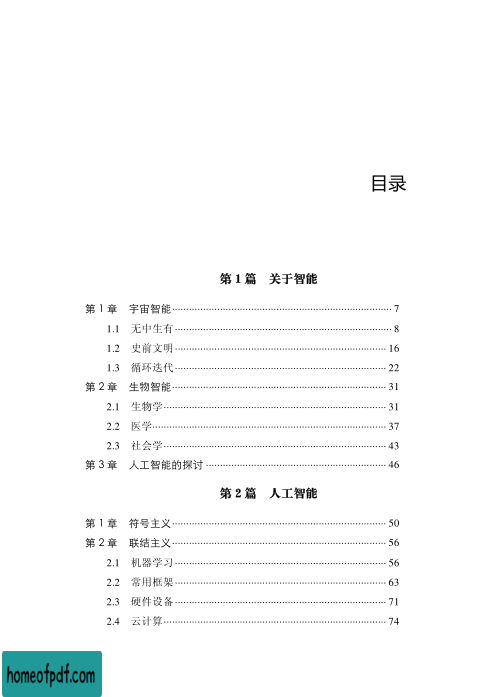 目录
第 1 篇　关于智能
第 1 章　宇宙智能 7
1.1　无中生有 8
1.2　史前文明 16
1.3　循环迭代 22
第 2 章　生物智能 31
2.1　生物学 31
2.2　医学 37
2.3　社会学 43
第 3 章　人工智能的探讨 46
第 2 篇　人工智能
第 1 章　符号主义 50
第 2 章　联结主义 56
2.1　机器学习 56
2.2　常用框架 63
2.3　硬件设备 71
2.4　云计算 74
homeofpdf.com